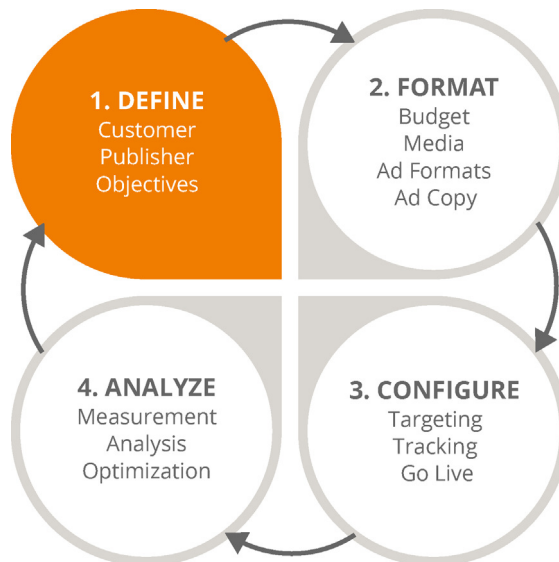 1. DEFINE
Customer
Publisher
Objectives
2. FORMAT
Budget
Media
Ad Formats
Ad Copy
3. CONFIGURE
Targeting
Tracking
Go Live
4. ANALYZE
Measurement
Analysis
Optimization